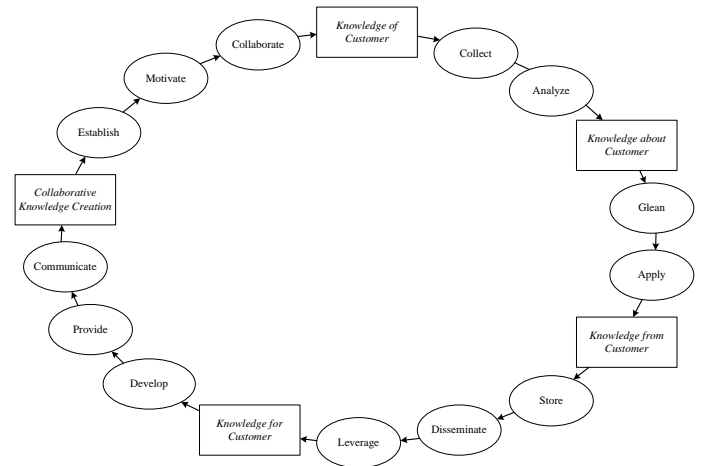 Knowledge of
Customer
Collect
Analyze
Knowledge about
Customer
Glean
Apply
Knowledge from
Customer
Store
Disseminate
Leverage
Knowledge for
Customer
Develop
Provide
Communicate
Collaborative
Knowledge Creation
Establish
Motivate
Collaborate